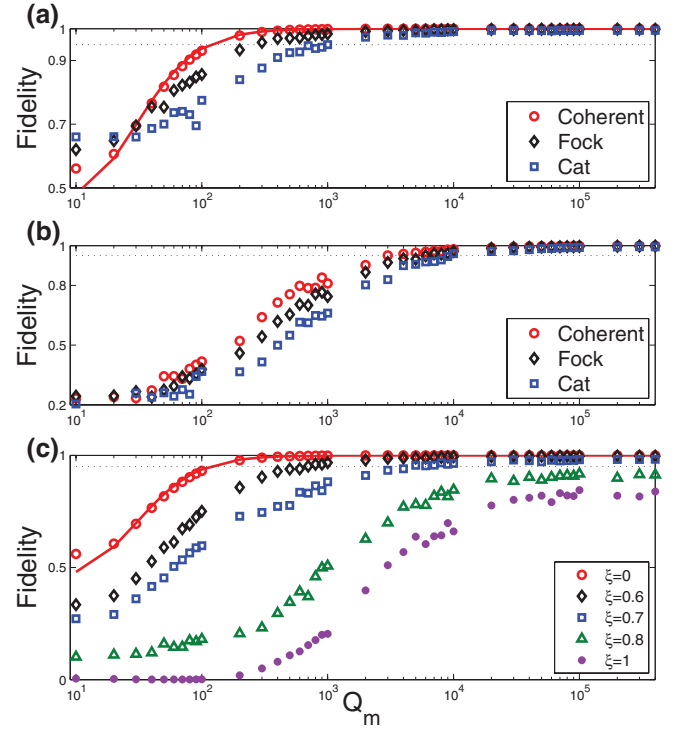 (a)
1
0.9
0.7
0.5
Fidelity
Coherent
Fock
Cat
10^1 10^2 10^3 10^4 10^5
(b)
1
0.8
0.5
0.2
Fidelity
Coherent
Fock
Cat
10^1 10^2 10^3 10^4 10^5
(c)
1
0.5
0
Fidelity
ξ=0
ξ=0.6
ξ=0.7
ξ=0.8
ξ=1
10^1 10^2 10^3 10^4 10^5
Q_m